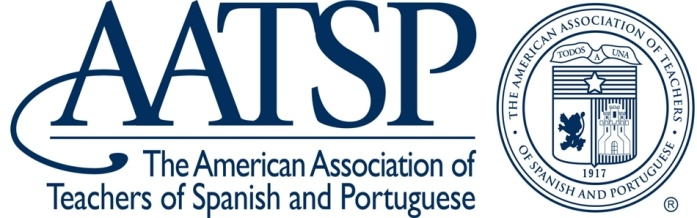 AATSP
The American Association of
Teachers of Spanish and Portuguese
· THE AMERICAN ASSOCIATION OF TEACHERS ·
OF SPANISH AND PORTUGUESE
TODOS A UNA
1917
®